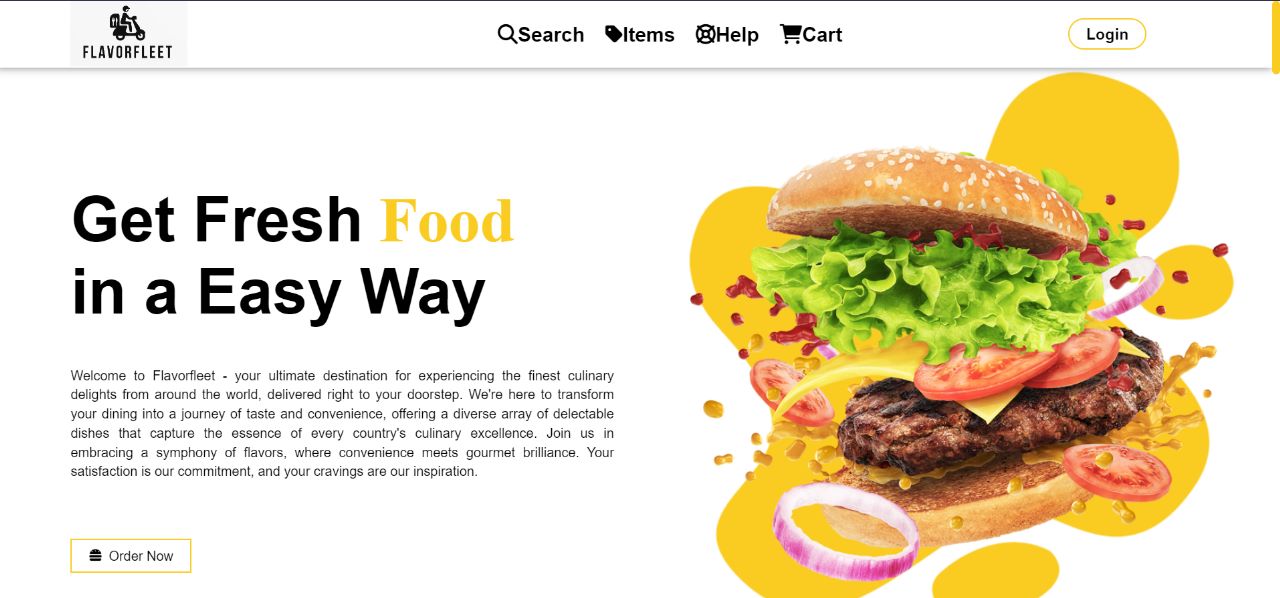 FLAVORFLEET
Search Items Help Cart
Login
Get Fresh Food
in a Easy Way
Welcome to Flavorfleet - your ultimate destination for experiencing the finest culinary
delights from around the world, delivered right to your doorstep. We're here to transform
your dining into a journey of taste and convenience, offering a diverse array of delectable
dishes that capture the essence of every country's culinary excellence. Join us in
embracing a symphony of flavors, where convenience meets gourmet brilliance. Your
satisfaction is our commitment, and your cravings are our inspiration.
Order Now